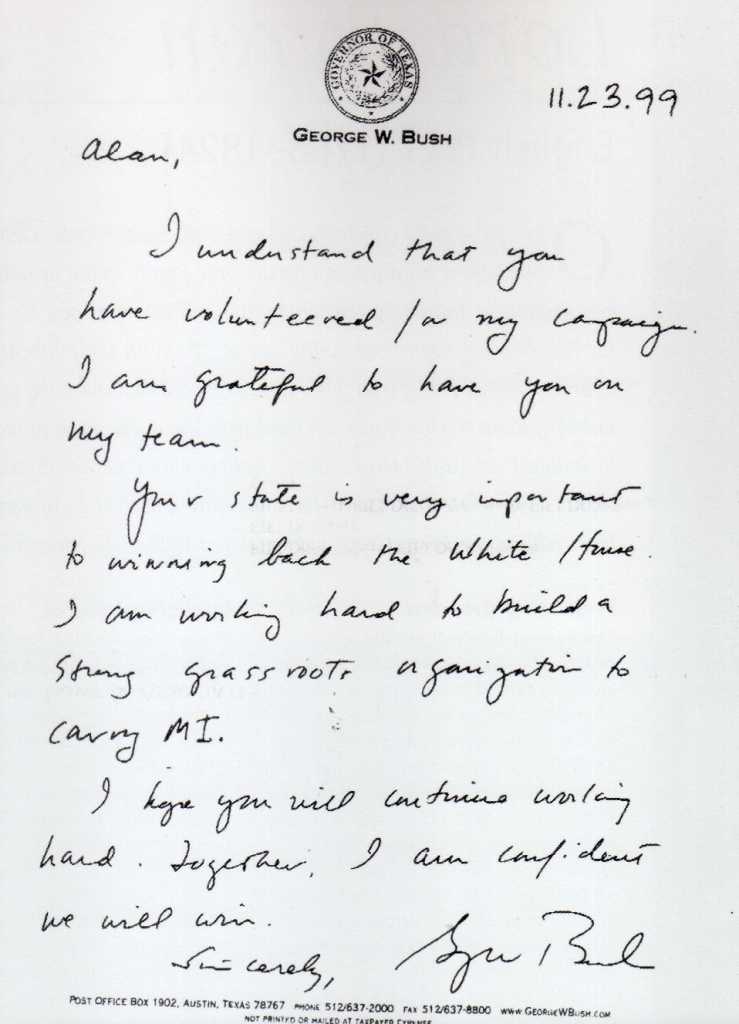 GOVERNOR OF TEXAS
GEORGE W. BUSH
11.23.99
Alan,
I understand that you
have volunteered for my campaign.
I am grateful to have you on
my team.
Your state is very important
to winning back the White House.
I am working hard to build a
strong grassroots organization to
carry MI.
I hope you will continue working
hard. Together, I am confident
we will win.
Sincerely, George Bush
POST OFFICE BOX 1902, AUSTIN, TEXAS 78767 PHONE 512/637-2000 FAX 512/637-8800 WWW.GEORGEWBUSH.COM
NOT PRINTED OR MAILED AT TAXPAYER EXPENSE